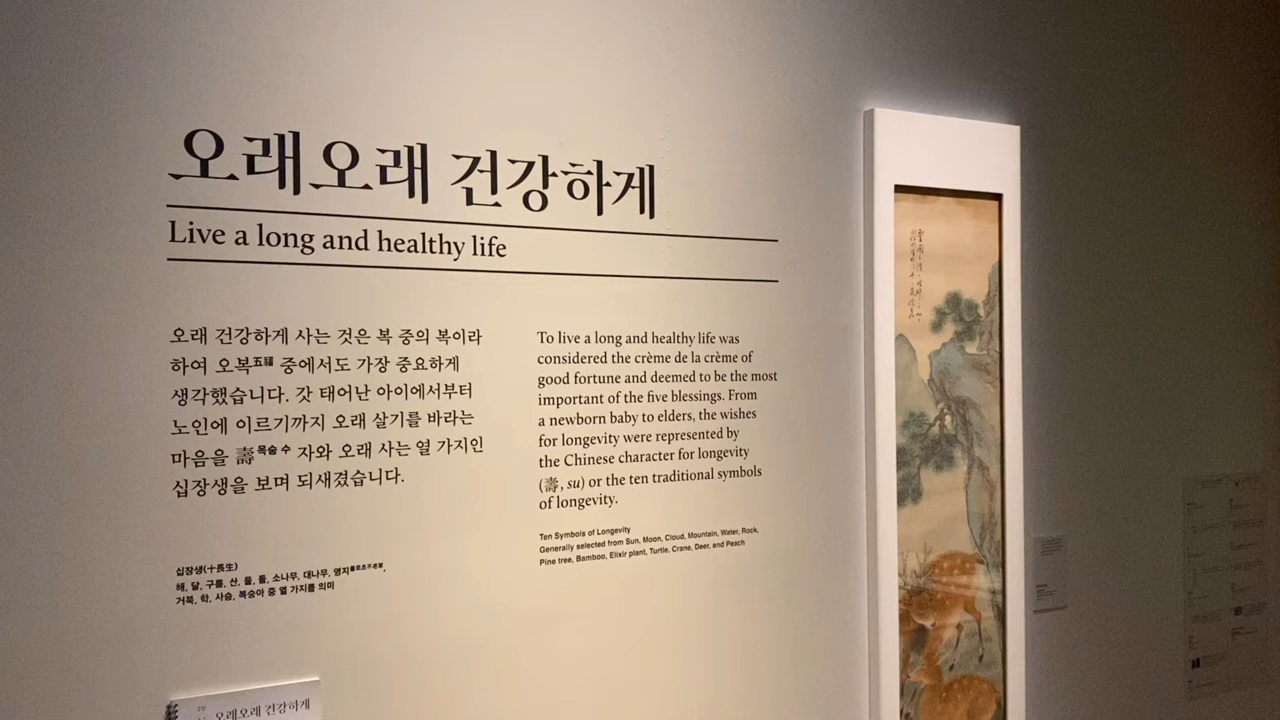 오래오래 건강하게
Live a long and healthy life
오래 건강하게 사는 것은 복 중의 복이라
하여 오복五福 중에서도 가장 중요하게
생각했습니다. 갓 태어난 아이에서부터
노인에 이르기까지 오래 살기를 바라는
마음을 壽목숨 수 자와 오래 사는 열 가지인
십장생을 보며 되새겼습니다.
십장생(十長生)
해, 달, 구름, 산, 물, 돌, 소나무, 대나무, 영지,
거북, 학, 사슴, 복숭아 중 열 가지를 의미
To live a long and healthy life was
considered the crème de la crème of
good fortune and deemed to be the most
important of the five blessings. From
a newborn baby to elders, the wishes
for longevity were represented by
the Chinese character for longevity
(壽, su) or the ten traditional symbols
of longevity.
Ten Symbols of Longevity
Generally selected from Sun, Moon, Cloud, Mountain, Water, Rock,
Pine tree, Bamboo, Elixir plant, Turtle, Crane, Deer, and Peach
오래오래 건강하게